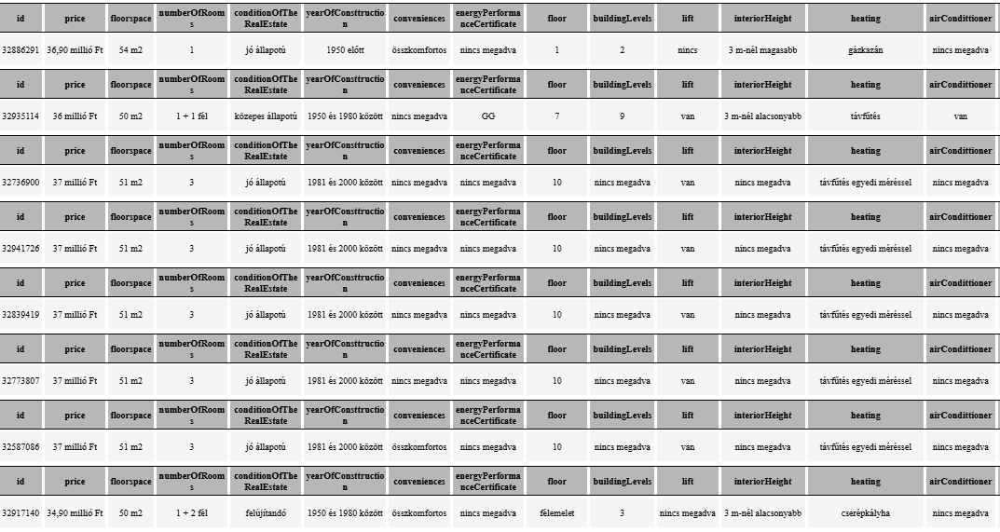 id price floorspace numberOfRooms conditionOfTheRealEstate yearOfConsttruction conveniences energyPerformanceCertificate floor buildingLevels lift interiorHeight heating airCondittioner
32886291 36,90 millió Ft 54 m2 1 jó állapotú 1950 előtt összkomfortos nincs megadva 1 2 nincs 3 m-nél magasabb gázkazán nincs megadva
id price floorspace numberOfRooms conditionOfTheRealEstate yearOfConsttruction conveniences energyPerformanceCertificate floor buildingLevels lift interiorHeight heating airCondittioner
32935114 36 millió Ft 50 m2 1 + 1 fél közepes állapotú 1950 és 1980 között nincs megadva GG 7 9 van 3 m-nél alacsonyabb távfűtés van
id price floorspace numberOfRooms conditionOfTheRealEstate yearOfConsttruction conveniences energyPerformanceCertificate floor buildingLevels lift interiorHeight heating airCondittioner
32736900 37 millió Ft 51 m2 3 jó állapotú 1981 és 2000 között nincs megadva nincs megadva 10 nincs megadva van nincs megadva távfűtés egyedi méréssel nincs megadva
id price floorspace numberOfRooms conditionOfTheRealEstate yearOfConsttruction conveniences energyPerformanceCertificate floor buildingLevels lift interiorHeight heating airCondittioner
32941726 37 millió Ft 51 m2 3 jó állapotú 1981 és 2000 között nincs megadva nincs megadva 10 nincs megadva van nincs megadva távfűtés egyedi méréssel nincs megadva
id price floorspace numberOfRooms conditionOfTheRealEstate yearOfConsttruction conveniences energyPerformanceCertificate floor buildingLevels lift interiorHeight heating airCondittioner
32839419 37 millió Ft 51 m2 3 jó állapotú 1981 és 2000 között nincs megadva nincs megadva 10 nincs megadva van nincs megadva távfűtés egyedi méréssel nincs megadva
id price floorspace numberOfRooms conditionOfTheRealEstate yearOfConsttruction conveniences energyPerformanceCertificate floor buildingLevels lift interiorHeight heating airCondittioner
32773807 37 millió Ft 51 m2 3 jó állapotú 1981 és 2000 között nincs megadva nincs megadva 10 nincs megadva van nincs megadva távfűtés egyedi méréssel nincs megadva
id price floorspace numberOfRooms conditionOfTheRealEstate yearOfConsttruction conveniences energyPerformanceCertificate floor buildingLevels lift interiorHeight heating airCondittioner
32587086 37 millió Ft 51 m2 3 jó állapotú 1981 és 2000 között összkomfortos nincs megadva 10 nincs megadva van nincs megadva távfűtés egyedi méréssel nincs megadva
id price floorspace numberOfRooms conditionOfTheRealEstate yearOfConsttruction conveniences energyPerformanceCertificate floor buildingLevels lift interiorHeight heating airCondittioner
32917140 34,90 millió Ft 50 m2 1 + 2 fél felújítandó 1950 és 1980 között összkomfortos nincs megadva félemelet 3 nincs megadva 3 m-nél alacsonyabb cserépkályha nincs megadva